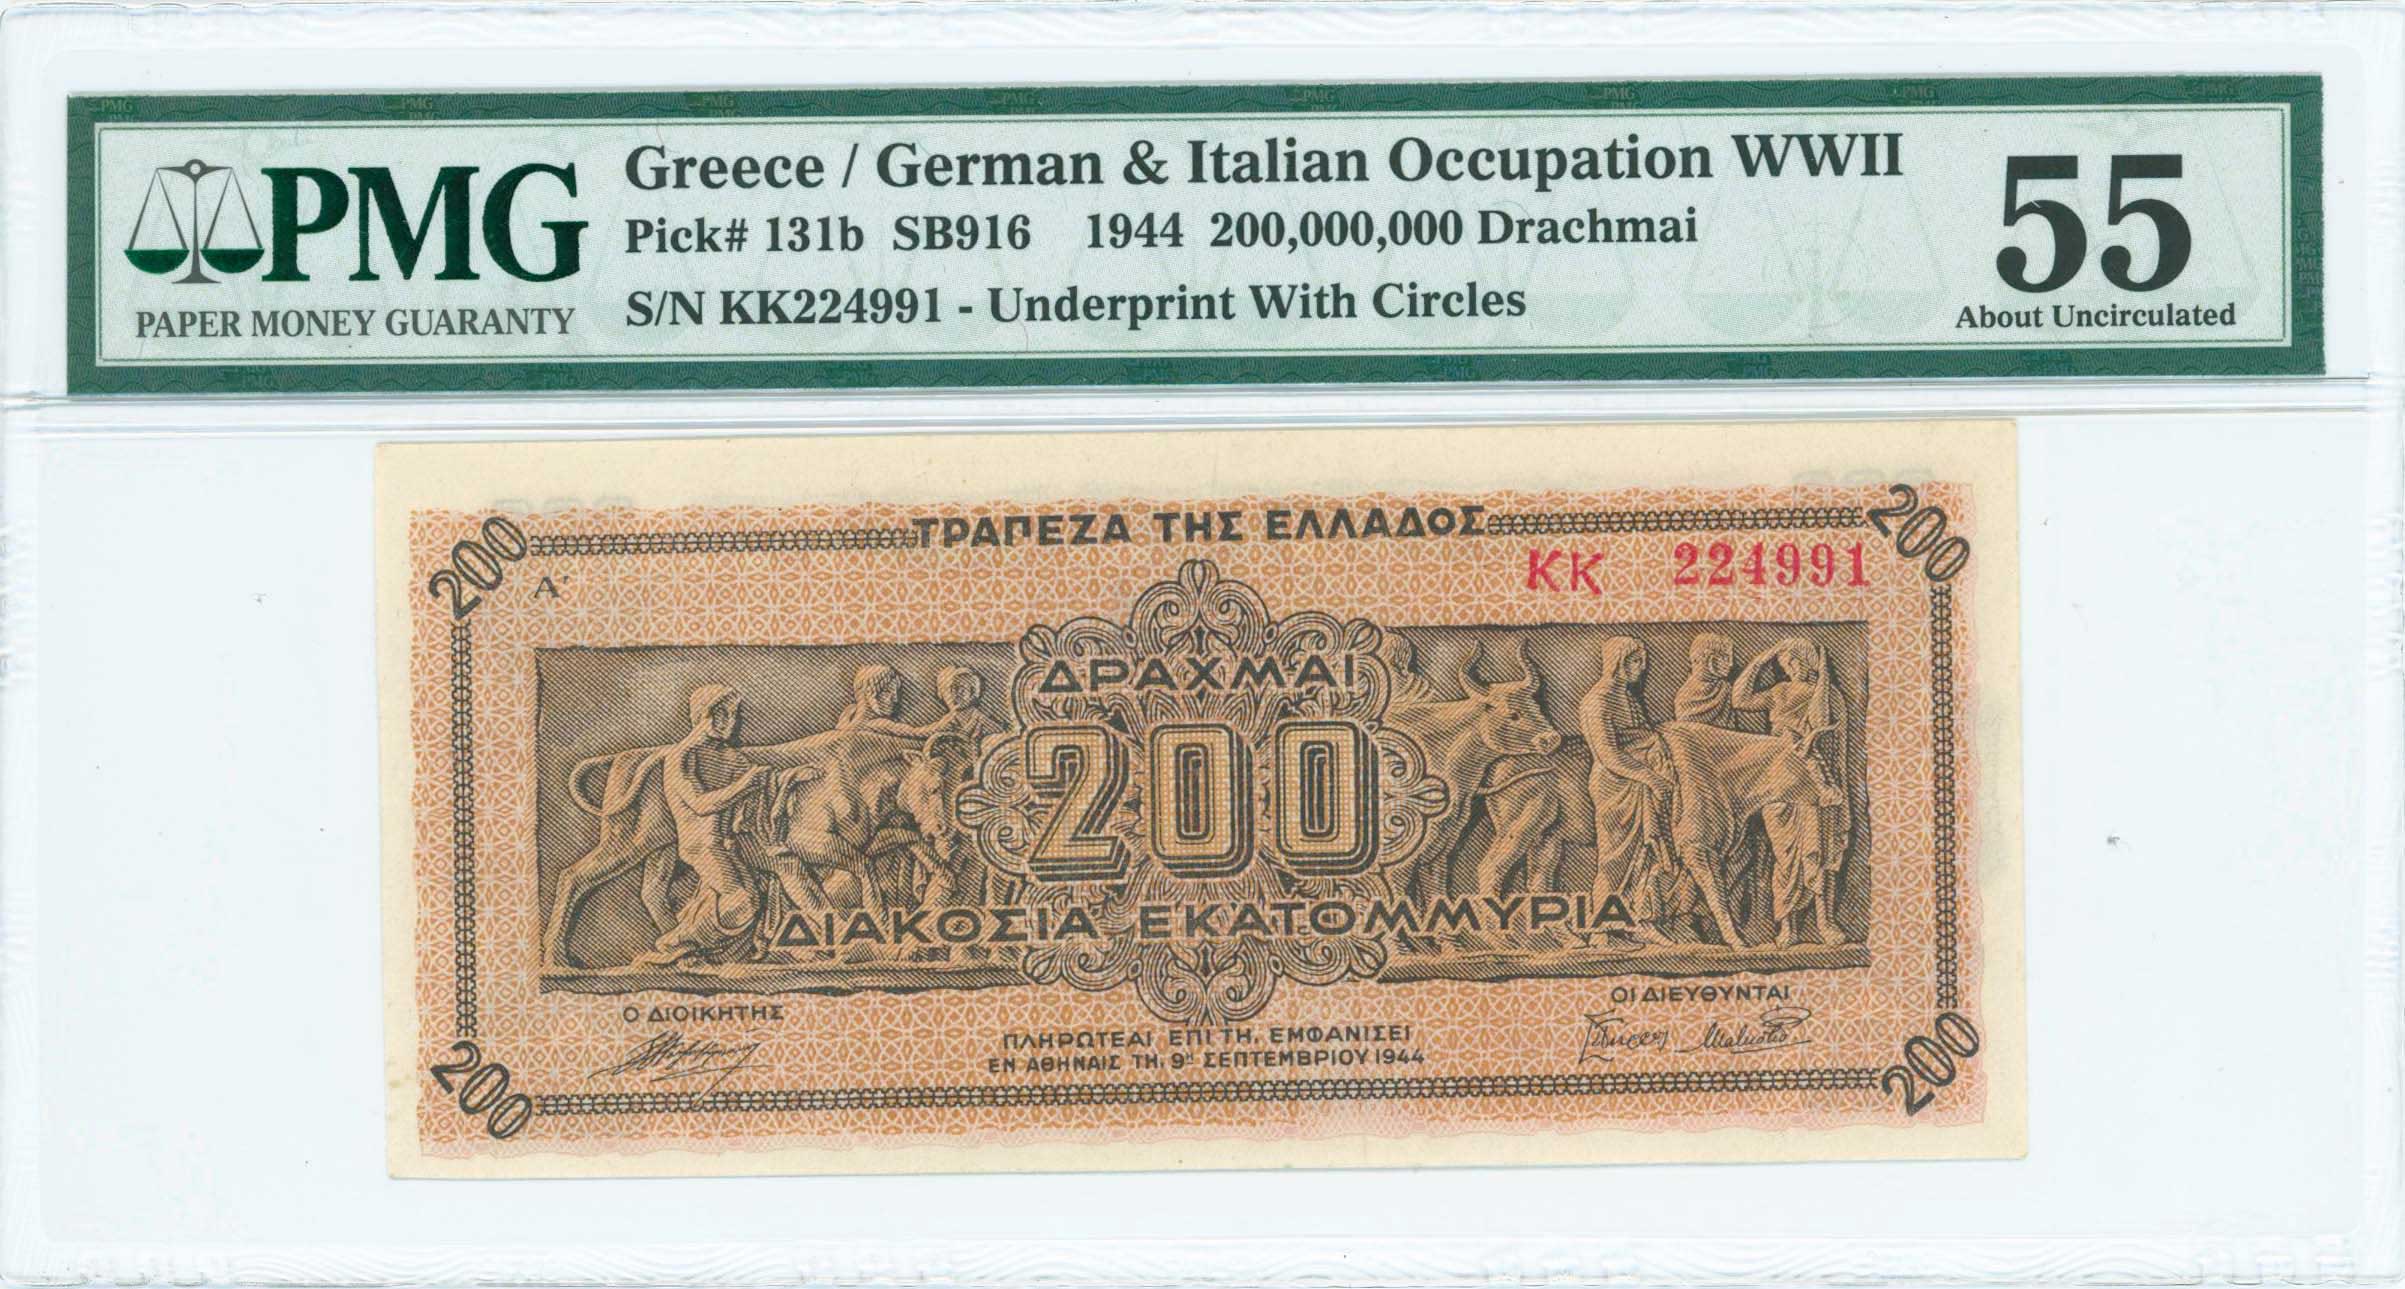 PMG
PAPER MONEY GUARANTY
Greece / German & Italian Occupation WWII
Pick# 131b SB916 1944 200,000,000 Drachmai
S/N KK224991 - Underprint With Circles
55
About Uncirculated
200
ΤΡΑΠΕΖΑ ΤΗΣ ΕΛΛΑΔΟΣ
200
Α΄
KK 224991
ΔΡΑΧΜΑΙ
200
ΔΙΑΚΟΣΙΑ ΕΚΑΤΟΜΜΥΡΙΑ
Ο ΔΙΟΙΚΗΤΗΣ
ΟΙ ΔΙΕΥΘΥΝΤΑΙ
ΠΛΗΡΩΤΕΑΙ ΕΠΙ ΤΗ, ΕΜΦΑΝΙΣΕΙ
ΕΝ ΑΘΗΝΑΙΣ ΤΗ, 9ῃ ΣΕΠΤΕΜΒΡΙΟΥ 1944
200
200